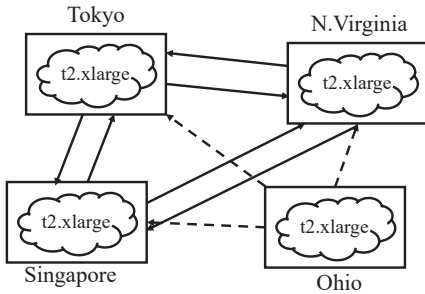 Tokyo
N.Virginia
t2.xlarge
t2.xlarge
t2.xlarge
t2.xlarge
Singapore
Ohio